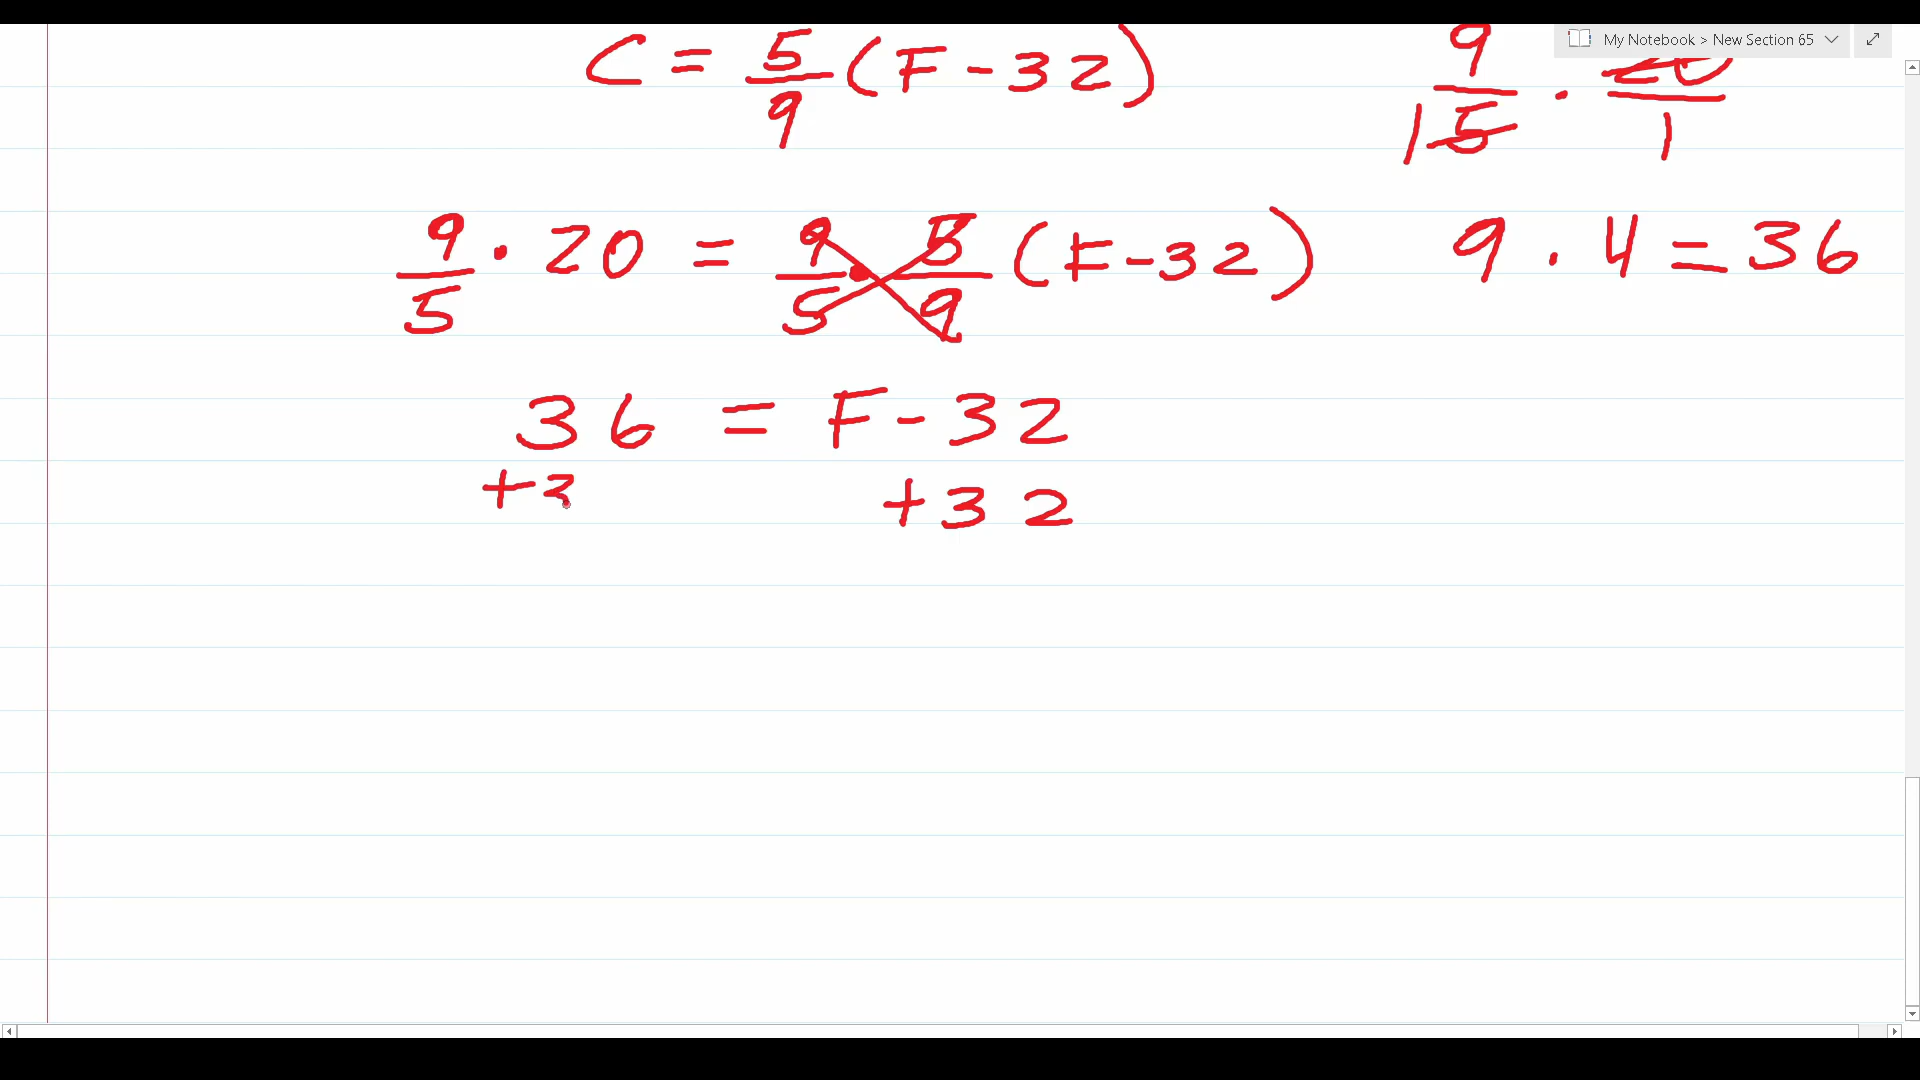 My Notebook > New Section 65
C = 5/9 (F - 32)
9/5 · 20/1
1
9/5 · 20 = 9/5 · 5/9 (F - 32)
9 · 4 = 36
36 = F - 32
+3 +32